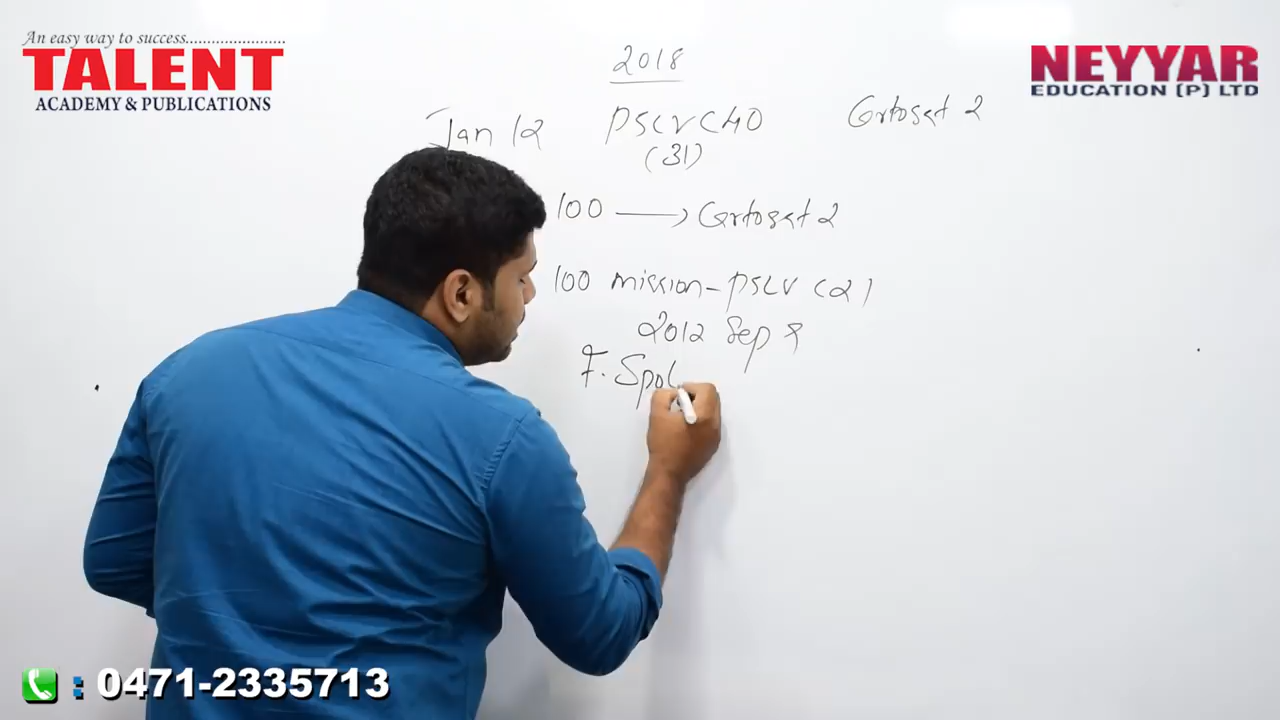 An easy way to success.......................
TALENT
ACADEMY & PUBLICATIONS
NEYYAR
EDUCATION (P) LTD
2018
Jan 12 PSLV C40 Cartosat 2
(31)
100 → Cartosat 2
100 mission - PSLV C21
2012 Sep 9
F. Spot
: 0471-2335713